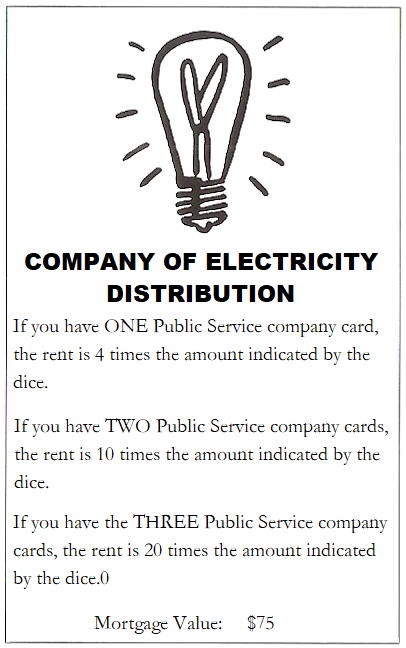 COMPANY OF ELECTRICITY
DISTRIBUTION
If you have ONE Public Service company card,
the rent is 4 times the amount indicated by the
dice.
If you have TWO Public Service company cards,
the rent is 10 times the amount indicated by the
dice.
If you have the THREE Public Service company
cards, the rent is 20 times the amount indicated
by the dice.0
Mortgage Value: $75